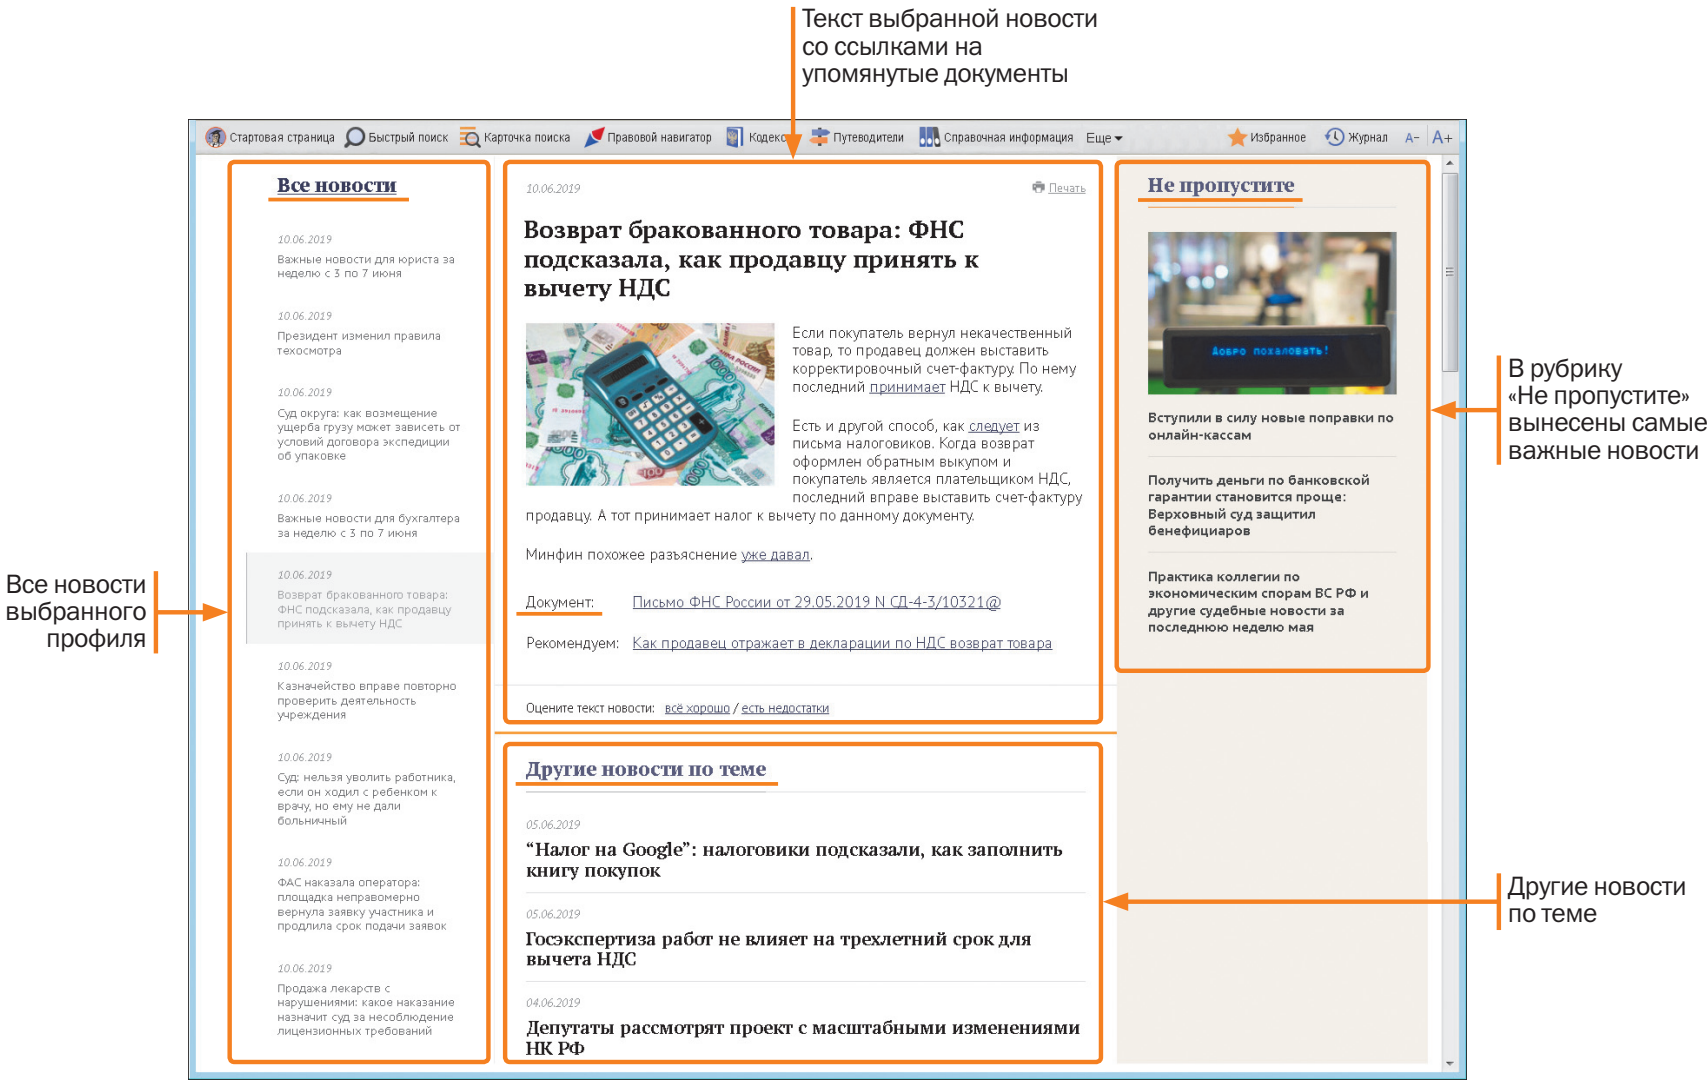 Текст выбранной новости
со ссылками на
упомянутые документы
Стартовая страница Быстрый поиск Карточка поиска Правовой навигатор Кодекс Путеводители Справочная информация Еще Избранное Журнал А- А+
Все новости
10.06.2019
Важные новости для юриста за
неделю с 3 по 7 июня
10.06.2019
Президент изменил правила
техосмотра
10.06.2019
Суд округа: как возмещение
ущерба грузу может зависеть от
условий договора экспедиции
об упаковке
10.06.2019
Важные новости для бухгалтера
за неделю с 3 по 7 июня
10.06.2019
Возврат бракованного товара:
ФНС подсказала, как продавцу
принять к вычету НДС
10.06.2019
Казначейство вправе повторно
проверить деятельность
учреждения
10.06.2019
Суд: нельзя уволить работника,
если он ходил с ребенком к
врачу, но ему не дали
больничный
10.06.2019
ФАС наказала оператора:
площадка неправомерно
вернула заявку участника и
продлила срок подачи заявок
10.06.2019
Продажа лекарств с
нарушениями: какое наказание
назначит суд за несоблюдение
лицензионных требований
Все новости
выбранного
профиля
10.06.2019
Печать
Возврат бракованного товара: ФНС
подсказала, как продавцу принять к
вычету НДС
Если покупатель вернул некачественный
товар, то продавец должен выставить
корректировочный счет-фактуру. По нему
последний принимает НДС к вычету.
Есть и другой способ, как следует из
письма налоговиков. Когда возврат
оформлен обратным выкупом и
покупатель является плательщиком НДС,
последний вправе выставить счет-фактуру
продавцу. А тот принимает налог к вычету по данному документу.
Минфин похожее разъяснение уже давал.
Документ: Письмо ФНС России от 29.05.2019 N СД-4-3/10321@
Рекомендуем: Как продавец отражает в декларации по НДС возврат товара
Оцените текст новости: всё хорошо / есть недостатки
Другие новости по теме
05.06.2019
“Налог на Google”: налоговики подсказали, как заполнить
книгу покупок
05.06.2019
Госэкспертиза работ не влияет на трехлетний срок для
вычета НДС
04.06.2019
Депутаты рассмотрят проект с масштабными изменениями
НК РФ
Не пропустите
Добро пожаловать!
Вступили в силу новые поправки по
онлайн-кассам
Получить деньги по банковской
гарантии становится проще:
Верховный суд защитил
бенефициаров
Практика коллегии по
экономическим спорам ВС РФ и
другие судебные новости за
последнюю неделю мая
В рубрику
«Не пропустите»
вынесены самые
важные новости
Другие новости
по теме